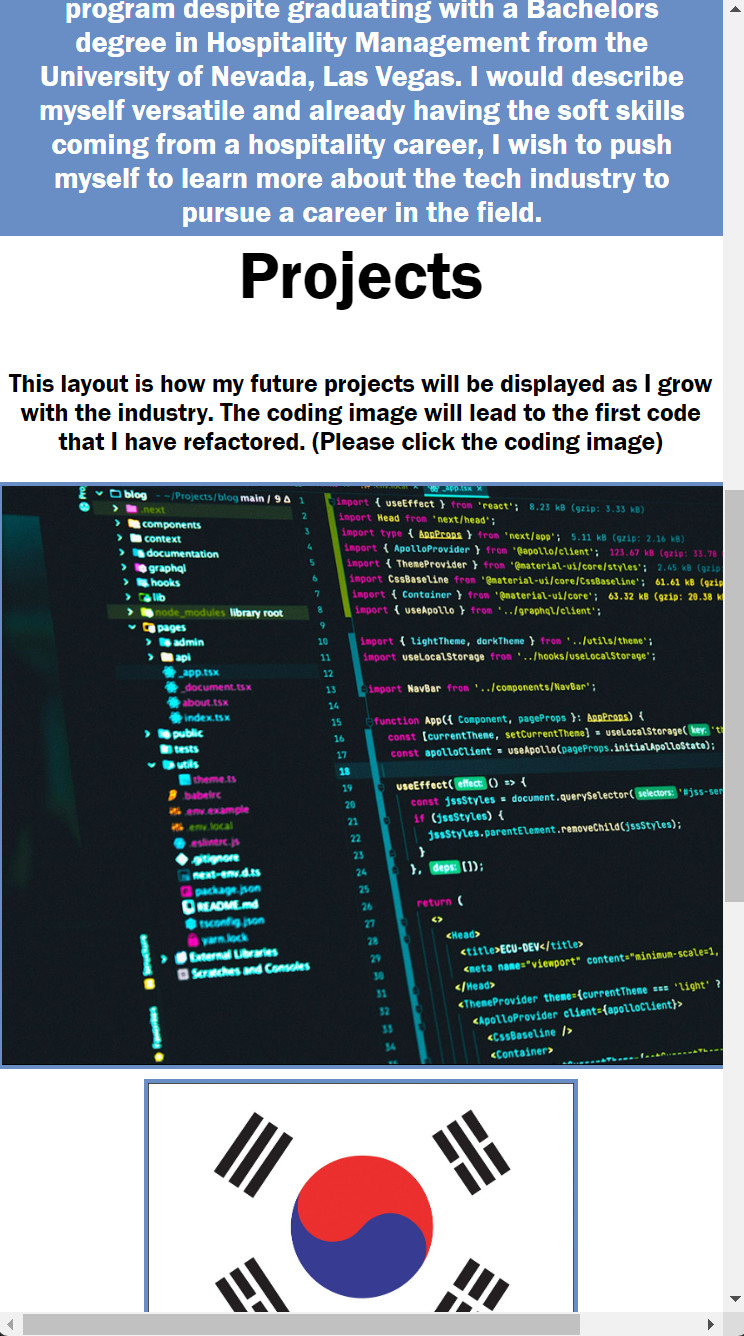 program despite graduating with a Bachelors
degree in Hospitality Management from the
University of Nevada, Las Vegas. I would describe
myself versatile and already having the soft skills
coming from a hospitality career, I wish to push
myself to learn more about the tech industry to
pursue a career in the field.
Projects
This layout is how my future projects will be displayed as I grow
with the industry. The coding image will lead to the first code
that I have refactored. (Please click the coding image)
blog ~/Projects/blog main / 9 Δ
.next
components
context
documentation
graphql
hooks
lib
node_modules library root
pages
admin
api
_app.tsx
_document.tsx
about.tsx
index.tsx
public
tests
utils
theme.ts
.babelrc
.env.example
.env.local
.eslintrc.js
.gitignore
next-env.d.ts
package.json
README.md
tsconfig.json
yarn.lock
External Libraries
Scratches and Consoles
Structure
Favorites
_app.tsx
1 import { useEffect } from 'react'; 8.23 kB (gzip: 3.33 kB)
2 import Head from 'next/head';
3 import type { AppProps } from 'next/app'; 5.11 kB (gzip: 2.16 kB)
4 import { ApolloProvider } from '@apollo/client'; 123.67 kB (gzip: 33.78
5 import { ThemeProvider } from '@material-ui/core/styles'; 2.45 kB (gzip
6 import CssBaseline from '@material-ui/core/CssBaseline'; 61.61 kB (gzip
7 import { Container } from '@material-ui/core'; 63.32 kB (gzip: 20.38 kB
8 import { useApollo } from '../graphql/client';
9
10 import { lightTheme, darkTheme } from '../utils/theme';
11 import useLocalStorage from '../hooks/useLocalStorage';
12
13 import NavBar from '../components/NavBar';
14
15 function App({ Component, pageProps }: AppProps) {
16 const [currentTheme, setCurrentTheme] = useLocalStorage( key:
17 const apolloClient = useApollo(pageProps.initialApolloState);
18
19 useEffect( effect: () => {
20 const jssStyles = document.querySelector( selectors: '#jss-ser
21 if (jssStyles) {
22 jssStyles.parentElement.removeChild(jssStyles);
23 }
24 }, deps: []);
25
26 return (
27 <>
28 <Head>
29 <title>ECU-DEV</title>
30 <meta name="viewport" content="minimum-scale=1,
31 </Head>
32 <ThemeProvider theme={currentTheme === 'light' ?
33 <ApolloProvider client={apolloClient}>
34 <CssBaseline />
<Container>